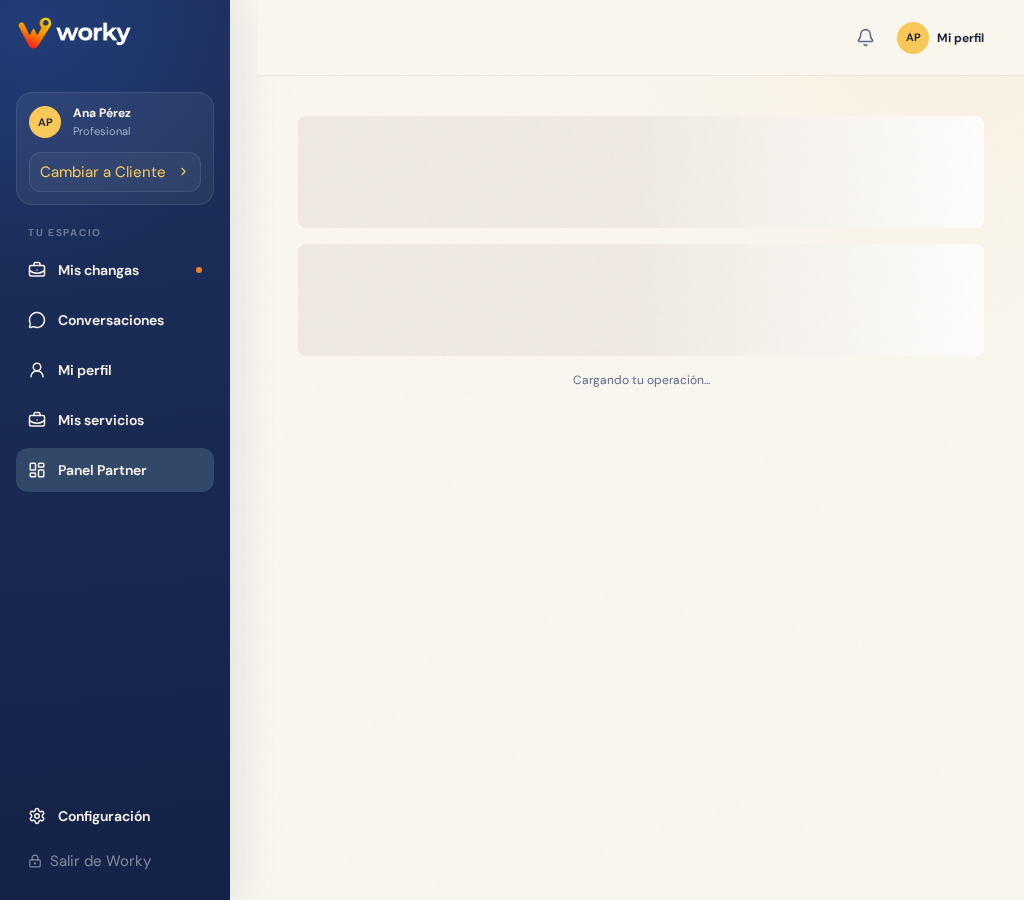 worky
AP
Ana Pérez
Profesional
Cambiar a Cliente
TU ESPACIO
Mis changas
Conversaciones
Mi perfil
Mis servicios
Panel Partner
Configuración
Salir de Worky
AP
Mi perfil
Cargando tu operación…